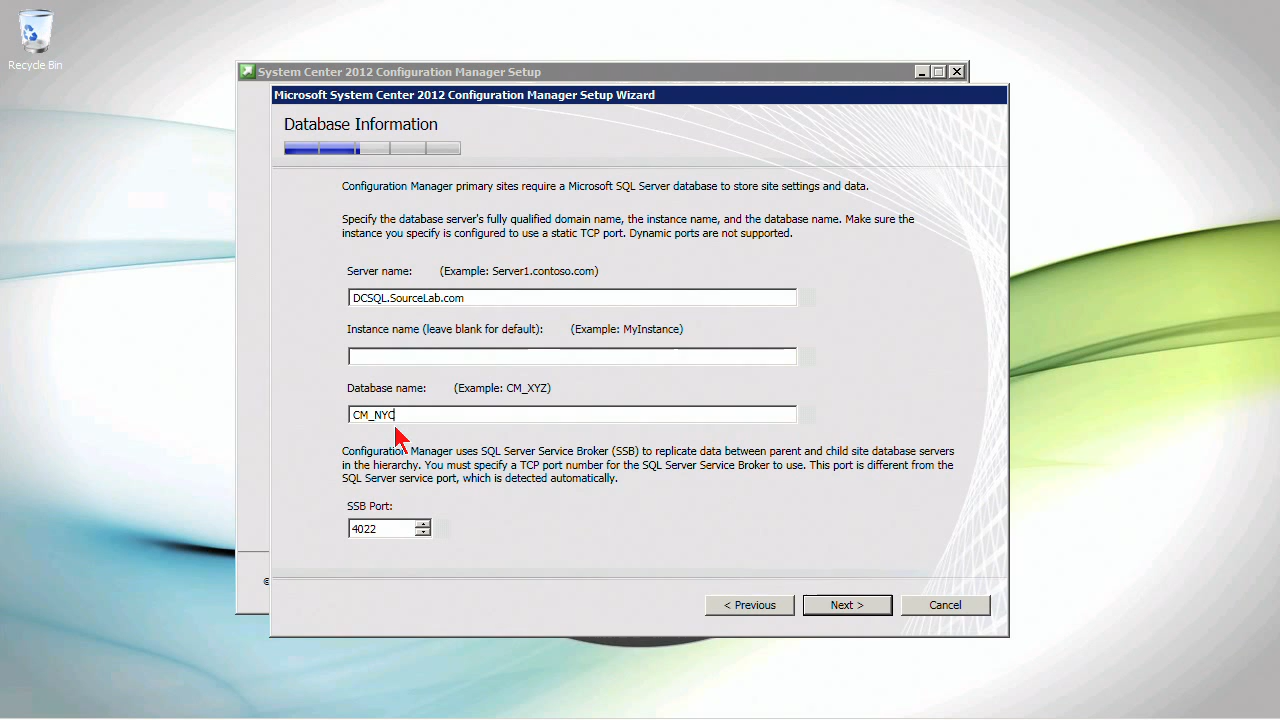 Recycle Bin
System Center 2012 Configuration Manager Setup
Microsoft System Center 2012 Configuration Manager Setup Wizard
Database Information
Configuration Manager primary sites require a Microsoft SQL Server database to store site settings and data.
Specify the database server's fully qualified domain name, the instance name, and the database name. Make sure the
instance you specify is configured to use a static TCP port. Dynamic ports are not supported.
Server name: (Example: Server1.contoso.com)
DCSQL.SourceLab.com
Instance name (leave blank for default): (Example: MyInstance)
Database name: (Example: CM_XYZ)
CM_NYC
Configuration Manager uses SQL Server Service Broker (SSB) to replicate data between parent and child site database servers
in the hierarchy. You must specify a TCP port number for the SQL Server Service Broker to use. This port is different from the
SQL Server service port, which is detected automatically.
SSB Port:
4022
©
< Previous Next > Cancel